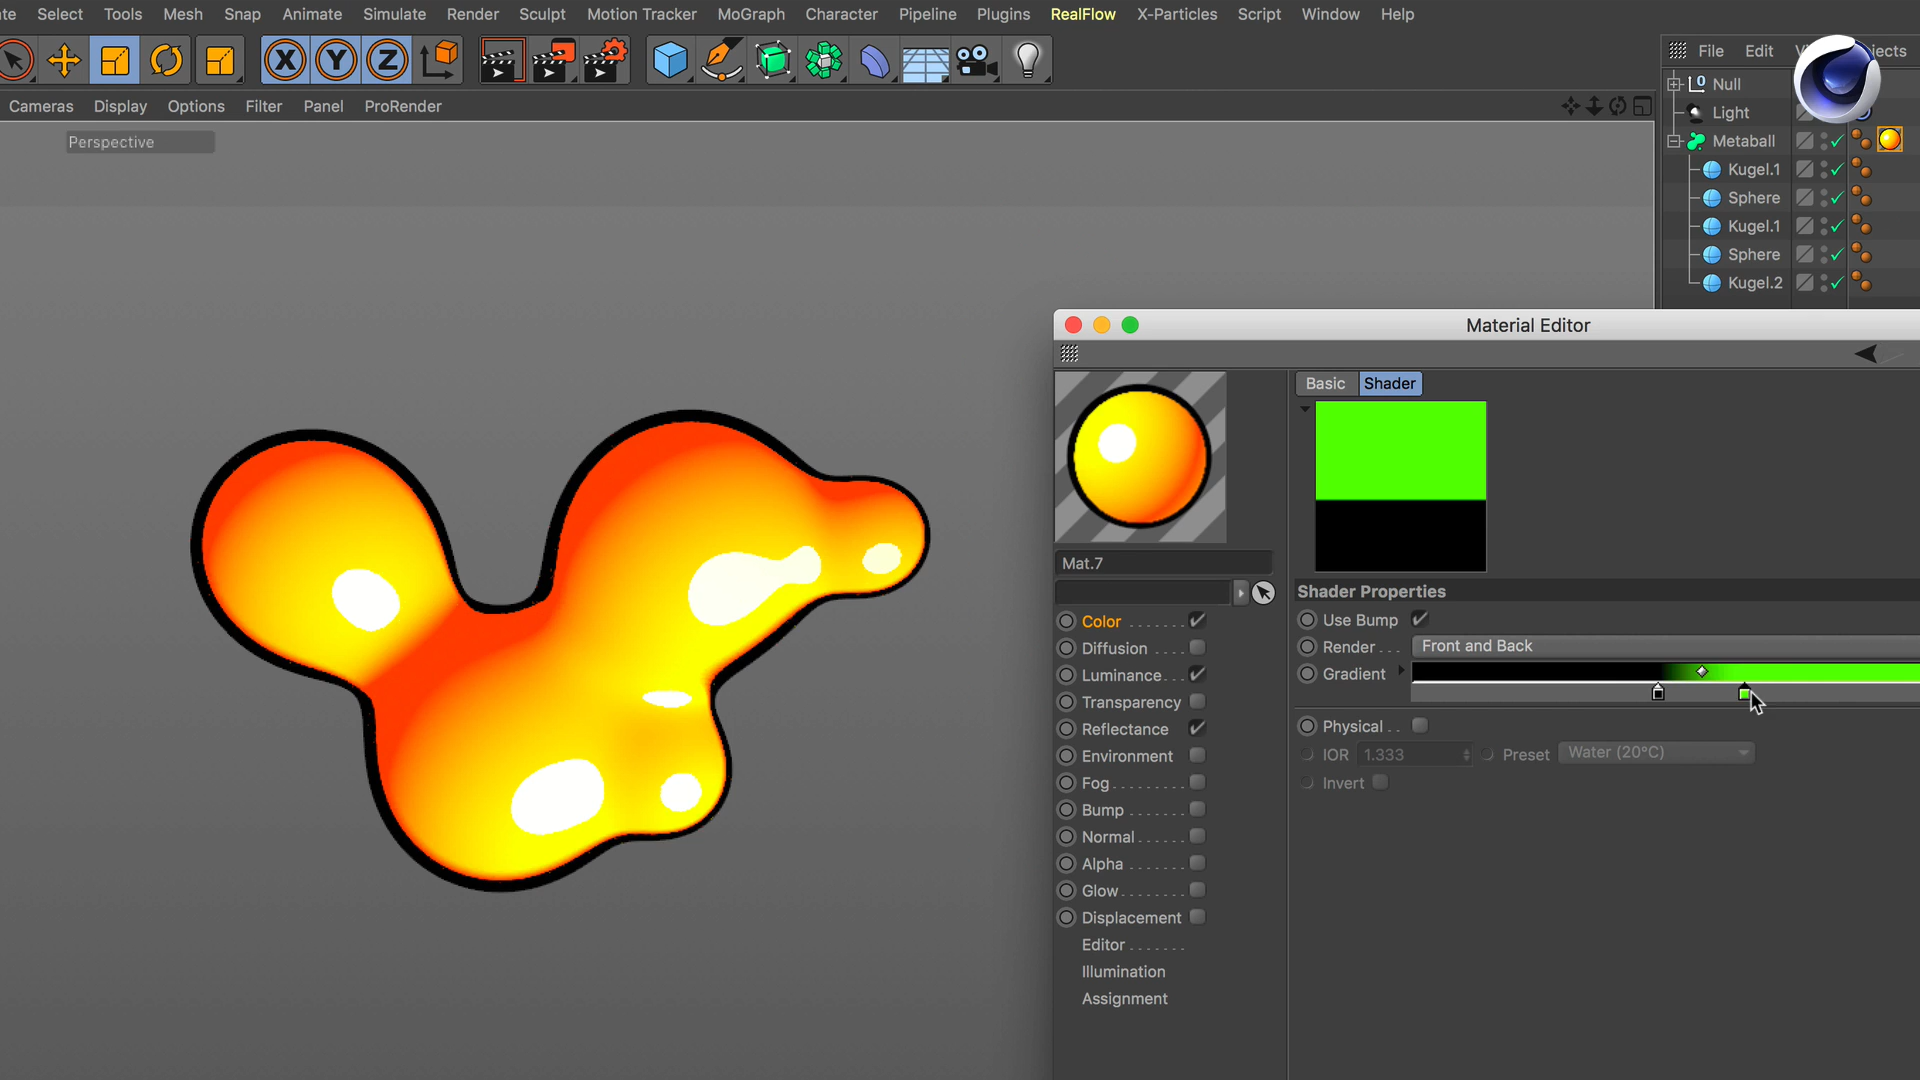 te Select Tools Mesh Snap Animate Simulate Render Sculpt Motion Tracker MoGraph Character Pipeline Plugins RealFlow X-Particles Script Window Help
X Y Z
File Edit
Cameras Display Options Filter Panel ProRender
Perspective
0 Null
Light
Metaball
Kugel.1
Sphere
Kugel.1
Sphere
Kugel.2
Material Editor
Basic Shader
Mat.7
Shader Properties
Color
Use Bump
Diffusion
Render . . . Front and Back
Luminance
Gradient
Transparency
Reflectance
Physical . .
Environment
IOR 1.333 Preset Water (20°C)
Fog
Invert
Bump
Normal
Alpha
Glow
Displacement
Editor
Illumination
Assignment